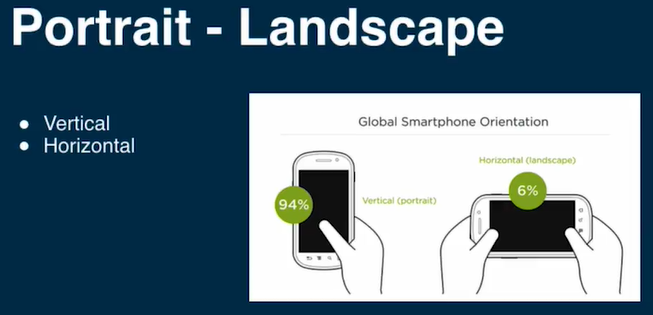 Portrait - Landscape
● Vertical
● Horizontal
Global Smartphone Orientation
94%
Vertical (portrait)
Horizontal (landscape)
6%